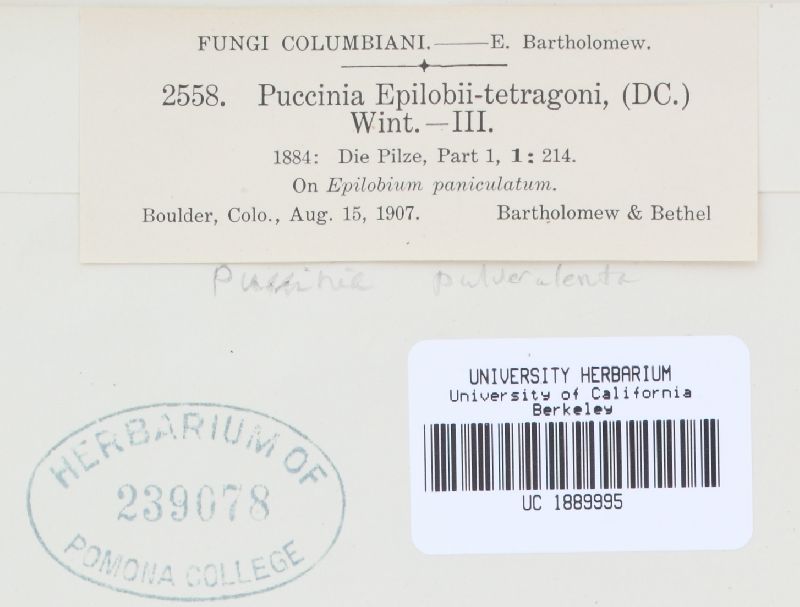 FUNGI COLUMBIANI.——E. Bartholomew.
2558. Puccinia Epilobii-tetragoni, (DC.)
Wint.—III.
1884: Die Pilze, Part 1, 1: 214.
On Epilobium paniculatum.
Boulder, Colo., Aug. 15, 1907. Bartholomew & Bethel
Puccinia pulverulenta
UNIVERSITY HERBARIUM
University of California
Berkeley
UC 1889995
HERBARIUM OF
239078
POMONA COLLEGE